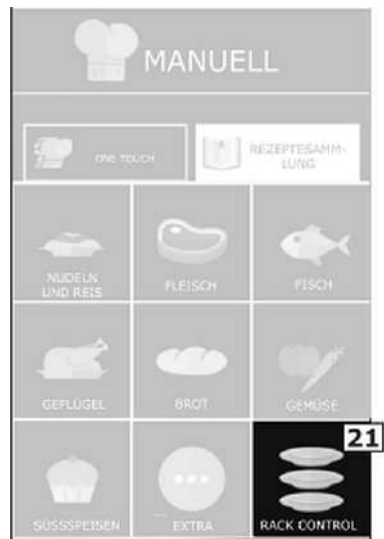 MANUELL
ONE TOUCH
REZEPTESAMM-
LUNG
NUDELN
UND REIS
FLEISCH
FISCH
GEFLÜGEL
BROT
GEMÜSE
21
SÜSSSPEISEN
EXTRA
RACK CONTROL